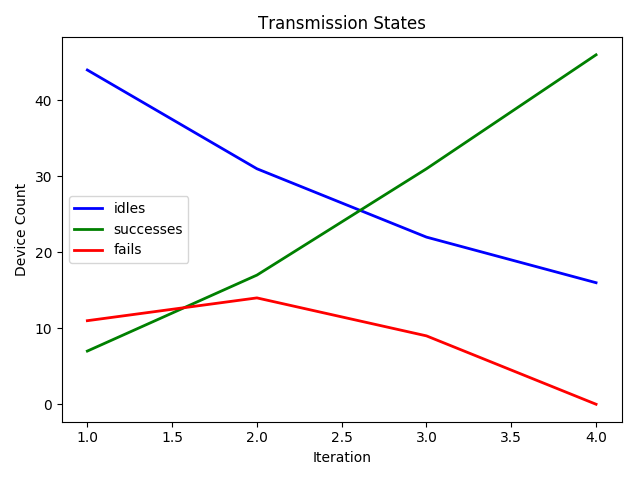 Transmission States
Device Count
40
30
20
10
0
idles
successes
fails
1.0 1.5 2.0 2.5 3.0 3.5 4.0
Iteration